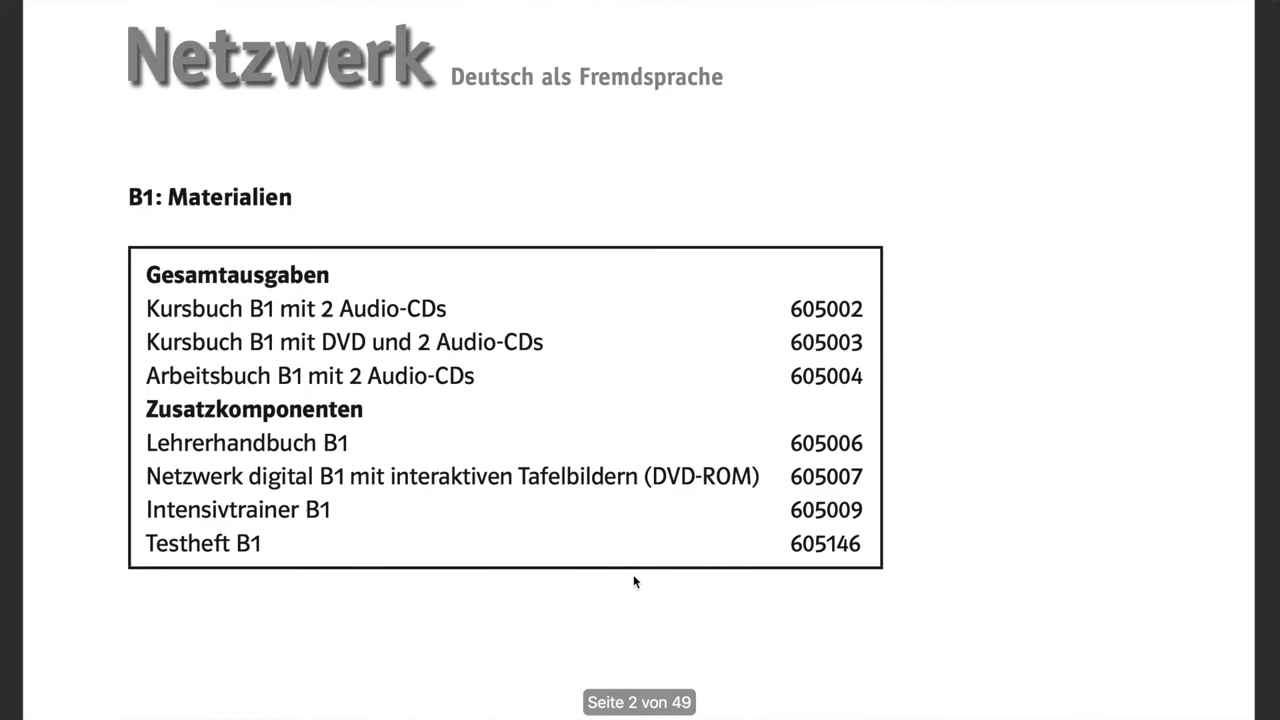 Netzwerk Deutsch als Fremdsprache
B1: Materialien
Gesamtausgaben
Kursbuch B1 mit 2 Audio-CDs 605002
Kursbuch B1 mit DVD und 2 Audio-CDs 605003
Arbeitsbuch B1 mit 2 Audio-CDs 605004
Zusatzkomponenten
Lehrerhandbuch B1 605006
Netzwerk digital B1 mit interaktiven Tafelbildern (DVD-ROM) 605007
Intensivtrainer B1 605009
Testheft B1 605146
Seite 2 von 49